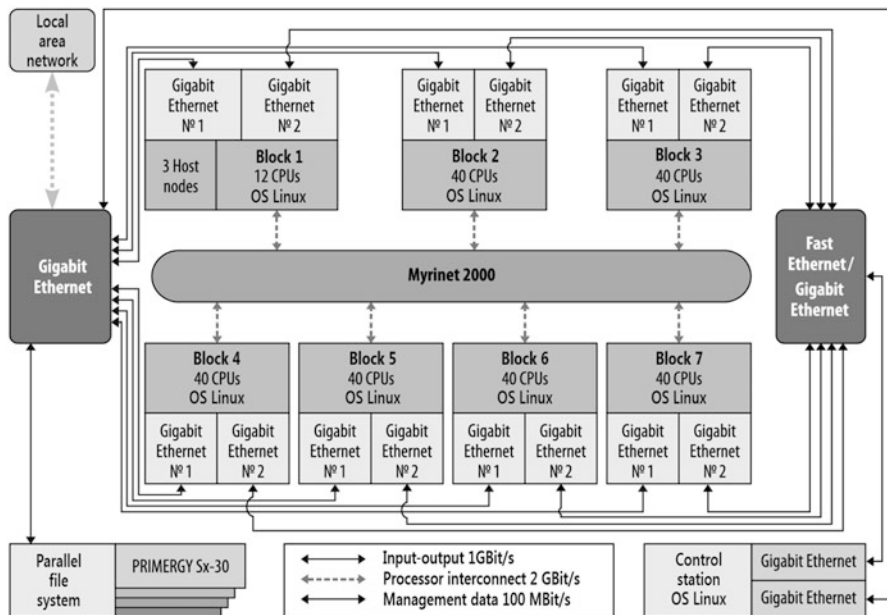 Local
area
network
Gigabit
Ethernet
№ 1
Gigabit
Ethernet
№ 2
3 Host
nodes
Block 1
12 CPUs
OS Linux
Gigabit
Ethernet
№ 1
Gigabit
Ethernet
№ 2
Block 2
40 CPUs
OS Linux
Gigabit
Ethernet
№ 1
Gigabit
Ethernet
№ 2
Block 3
40 CPUs
OS Linux
Gigabit
Ethernet
Myrinet 2000
Fast
Ethernet/
Gigabit
Ethernet
Block 4
40 CPUs
OS Linux
Gigabit
Ethernet
№ 1
Gigabit
Ethernet
№ 2
Block 5
40 CPUs
OS Linux
Gigabit
Ethernet
№ 1
Gigabit
Ethernet
№ 2
Block 6
40 CPUs
OS Linux
Gigabit
Ethernet
№ 1
Gigabit
Ethernet
№ 2
Block 7
40 CPUs
OS Linux
Gigabit
Ethernet
№ 1
Gigabit
Ethernet
№ 2
Parallel
file
system
PRIMERGY Sx-30
Input-output 1GBit/s
Processor interconnect 2 GBit/s
Management data 100 MBit/s
Control
station
OS Linux
Gigabit Ethernet
Gigabit Ethernet